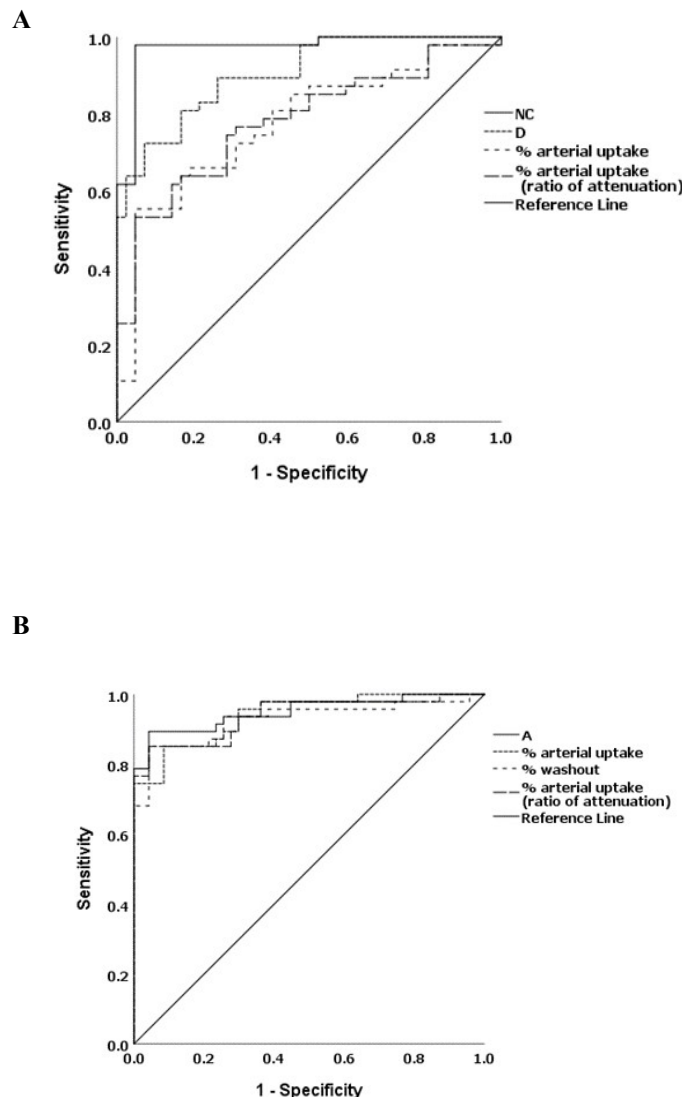 A
1.0
0.8
0.6
0.4
0.2
0.0
Sensitivity
0.0 0.2 0.4 0.6 0.8 1.0
1 - Specificity
NC
D
% arterial uptake
% arterial uptake
(ratio of attenuation)
Reference Line
B
1.0
0.8
0.6
0.4
0.2
0.0
Sensitivity
0.0 0.2 0.4 0.6 0.8 1.0
1 - Specificity
A
% arterial uptake
% washout
% arterial uptake
(ratio of attenuation)
Reference Line